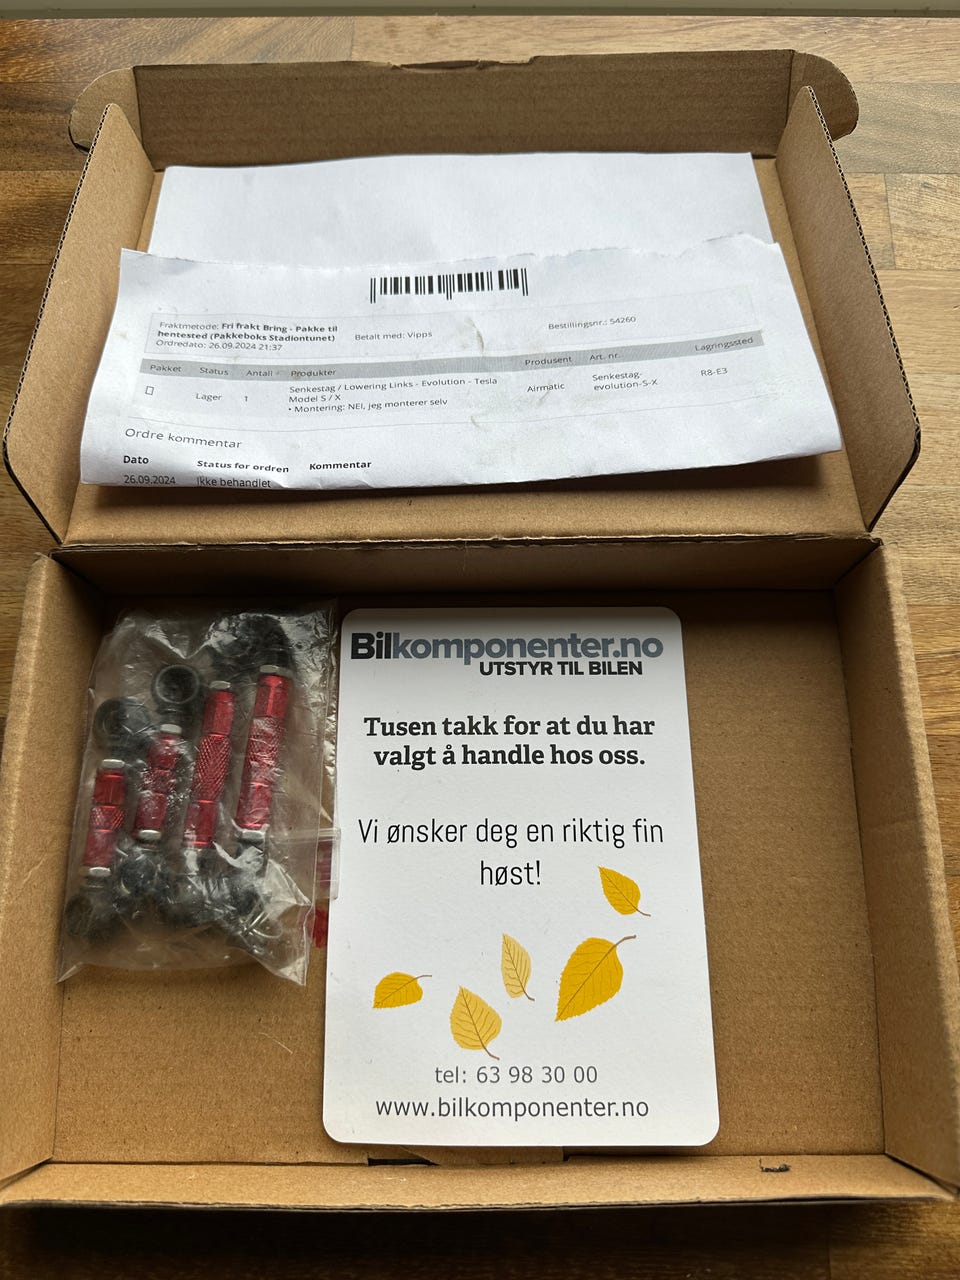 Fraktmetode: Fri frakt Bring - Pakke til
hentested (Pakkeboks Stadiontunet)
Ordredato: 26.09.2024 21:37
Betalt med: Vipps
Bestillingsnr.: 54260
Pakket Status Antall Produkter Produsent Art. nr. Lagringssted
Lager 1 Senkestag / Lowering Links - Evolution - Tesla
Model S / X
• Montering: NEI, jeg monterer selv
Airmatic
Senkestag-
evolution-S-X
R8-E3
Ordre kommentar
Dato Status for ordren Kommentar
26.09.2024 Ikke behandlet
Bilkomponenter.no
UTSTYR TIL BILEN
Tusen takk for at du har
valgt å handle hos oss.
Vi ønsker deg en riktig fin
høst!
tel: 63 98 30 00
www.bilkomponenter.no